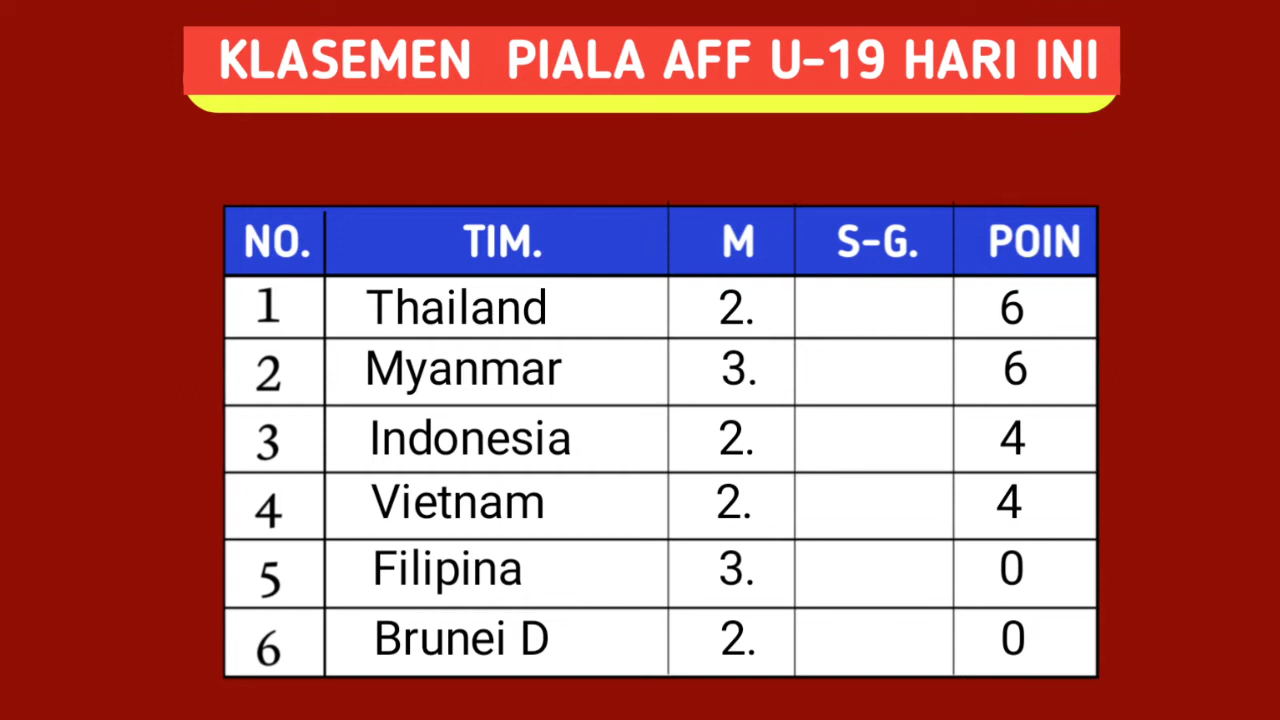 KLASEMEN PIALA AFF U-19 HARI INI
NO. TIM. M S-G. POIN
1 Thailand 2. 6
2 Myanmar 3. 6
3 Indonesia 2. 4
4 Vietnam 2. 4
5 Filipina 3. 0
6 Brunei D 2. 0